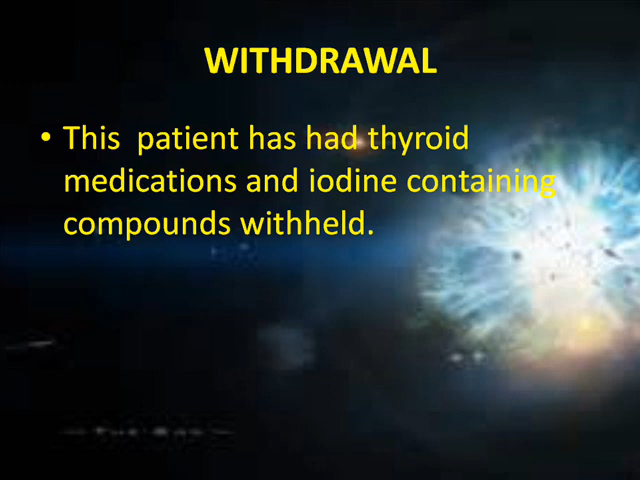 WITHDRAWAL
• This  patient has had thyroid
medications and iodine containing
compounds withheld.